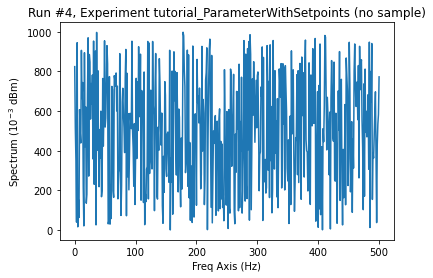 Run #4, Experiment tutorial_ParameterWithSetpoints (no sample)
1000
800
600
400
200
0
Spectrum (10⁻³ dBm)
0 100 200 300 400 500
Freq Axis (Hz)